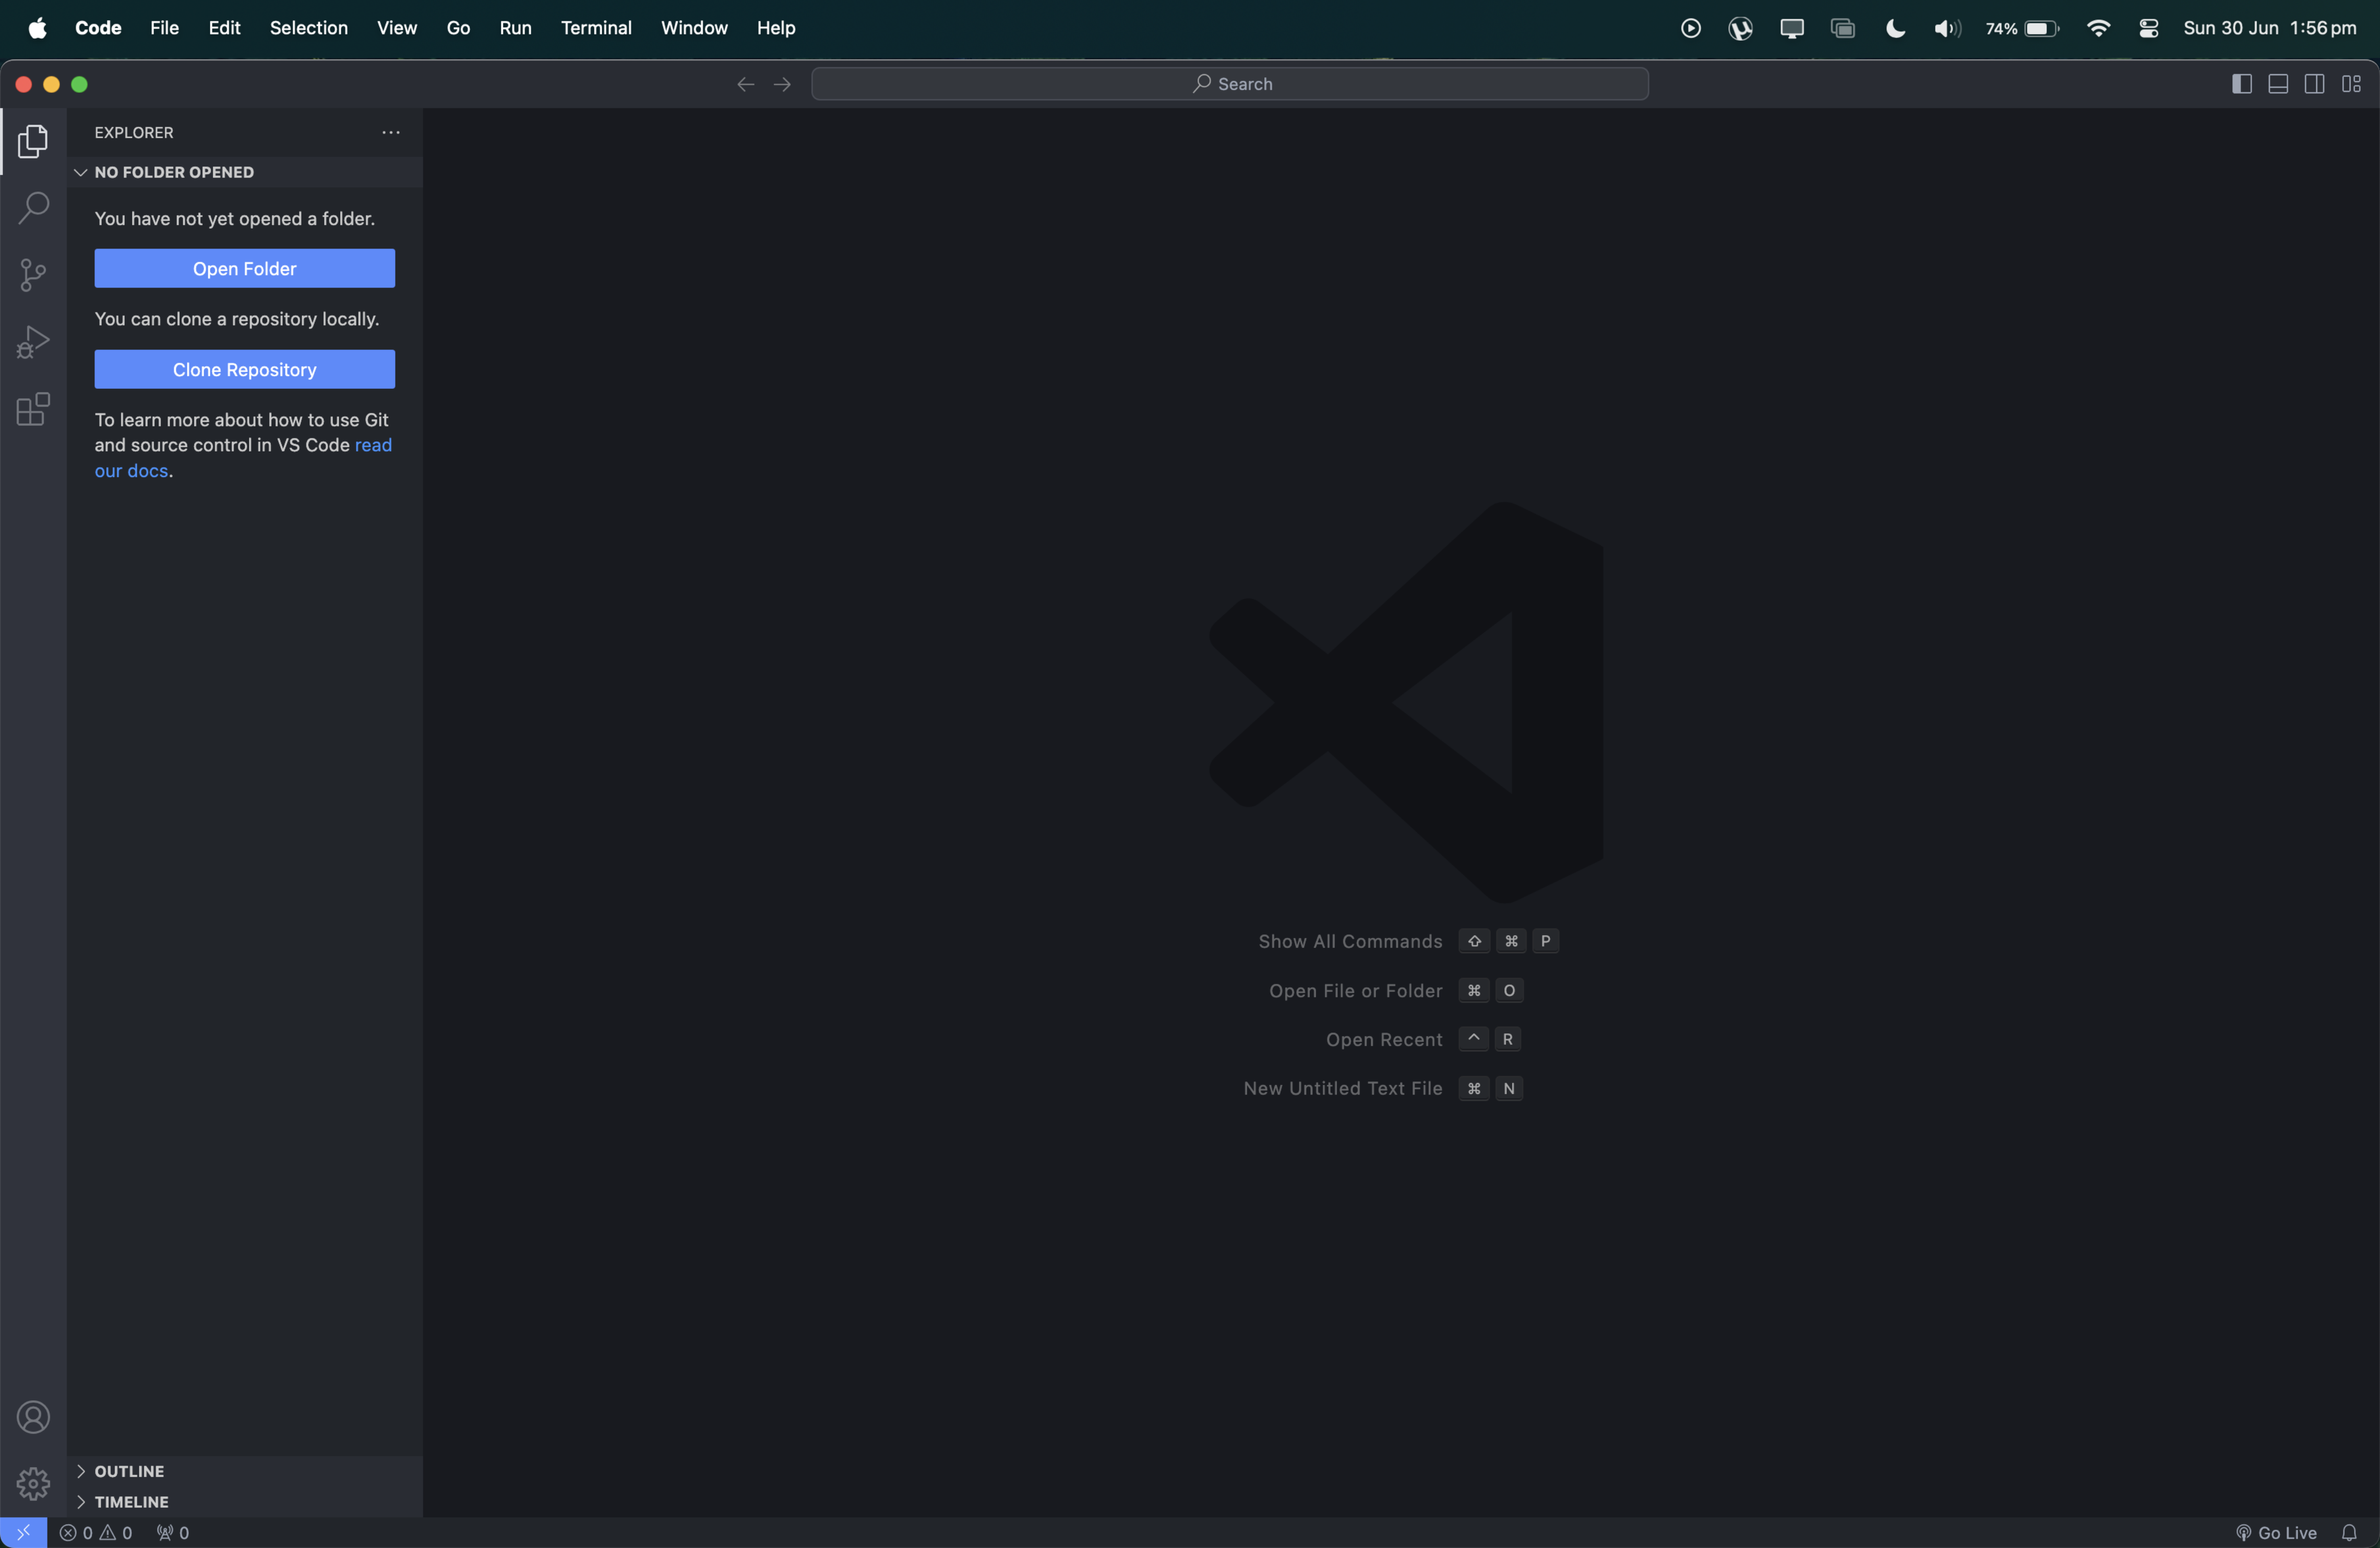 Code File Edit Selection View Go Run Terminal Window Help 74% Sun 30 Jun 1:56 pm
Search
EXPLORER
NO FOLDER OPENED
You have not yet opened a folder.
Open Folder
You can clone a repository locally.
Clone Repository
To learn more about how to use Git
and source control in VS Code read
our docs.
Show All Commands ⇧ ⌘ P
Open File or Folder ⌘ O
Open Recent ^ R
New Untitled Text File ⌘ N
OUTLINE
TIMELINE
0 0 0 Go Live